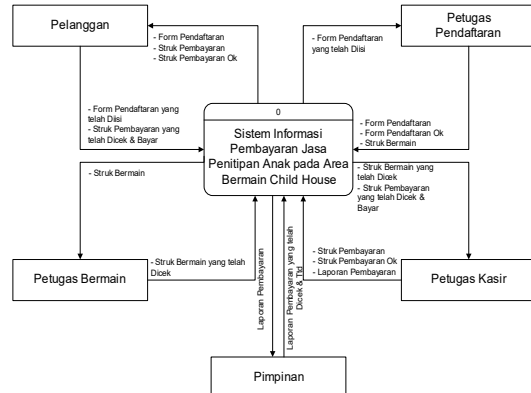 Pelanggan
Petugas
Pendaftaran
- Form Pendaftaran
- Struk Pembayaran
- Struk Pembayaran Ok
- Form Pendaftaran
yang telah Diisi
- Form Pendaftaran yang
telah Diisi
- Struk Pembayaran yang
telah Dicek & Bayar
0
Sistem Informasi
Pembayaran Jasa
Penitipan Anak pada Area
Bermain Child House
- Form Pendaftaran
- Form Pendaftaran Ok
- Struk Bermain
- Struk Bermain
- Struk Bermain yang
telah Dicek
- Struk Pembayaran
yang telah Dicek &
Bayar
Petugas Bermain
- Struk Bermain yang telah
Dicek
Laporan Pembayaran
Laporan Pembayaran yang telah
Dicek & Ttd
- Struk Pembayaran
- Struk Pembayaran Ok
- Laporan Pembayaran
Petugas Kasir
Pimpinan